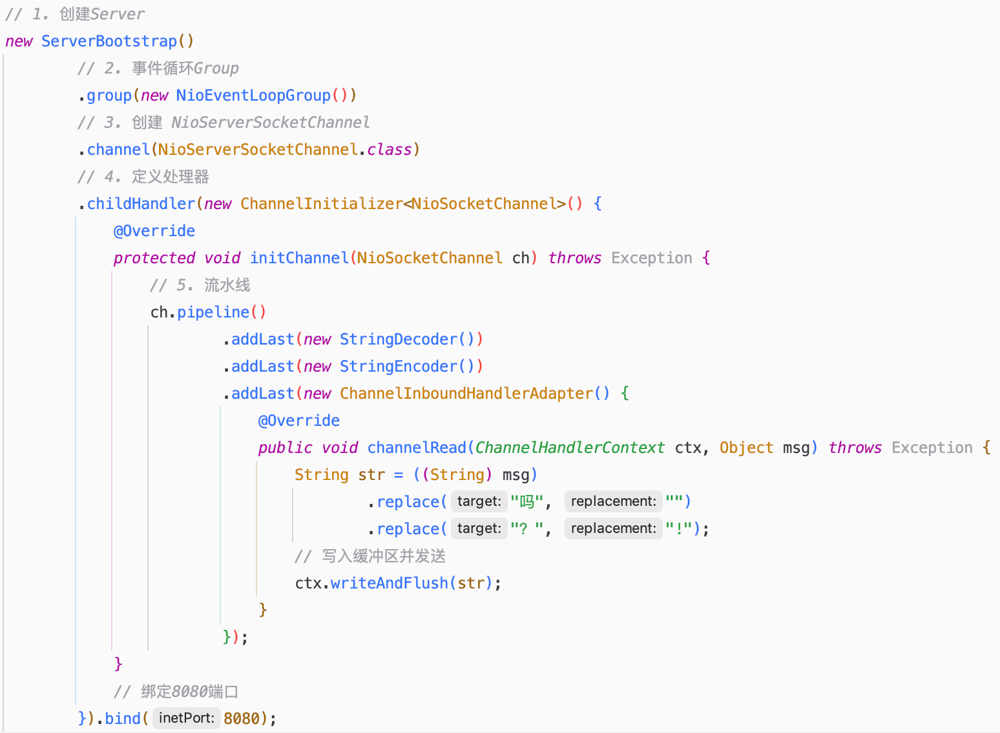 // 1. 创建Server
new ServerBootstrap()
// 2. 事件循环Group
.group(new NioEventLoopGroup())
// 3. 创建 NioServerSocketChannel
.channel(NioServerSocketChannel.class)
// 4. 定义处理器
.childHandler(new ChannelInitializer<NioSocketChannel>() {
@Override
protected void initChannel(NioSocketChannel ch) throws Exception {
// 5. 流水线
ch.pipeline()
.addLast(new StringDecoder())
.addLast(new StringEncoder())
.addLast(new ChannelInboundHandlerAdapter() {
@Override
public void channelRead(ChannelHandlerContext ctx, Object msg) throws Exception {
String str = ((String) msg)
.replace( target: "吗", replacement: "")
.replace( target: "？", replacement: "!");
// 写入缓冲区并发送
ctx.writeAndFlush(str);
}
});
}
// 绑定8080端口
}).bind( inetPort: 8080);